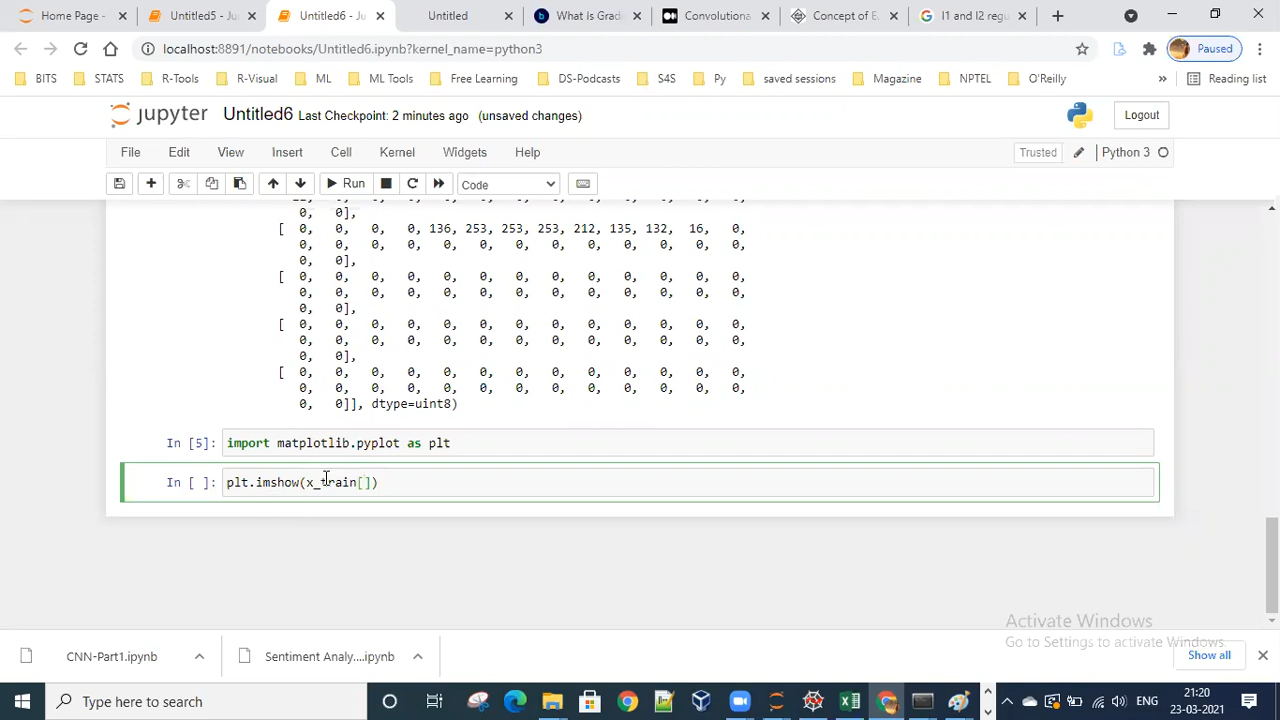 Home Page -
Untitled5 - Ju
Untitled6 - Ju
Untitled
What Is Grad
Convolutiona
Concept of E
l1 and l2 regu
localhost:8891/notebooks/Untitled6.ipynb?kernel_name=python3
Paused
BITS
STATS
R-Tools
R-Visual
ML
ML Tools
Free Learning
DS-Podcasts
S4S
Py
saved sessions
Magazine
NPTEL
O'Reilly
»
Reading list
jupyter Untitled6 Last Checkpoint: 2 minutes ago (unsaved changes)
Logout
File Edit View Insert Cell Kernel Widgets Help
Trusted
Python 3
Run
Code
0, 0],
[ 0, 0, 0, 0, 136, 253, 253, 253, 212, 135, 132, 16, 0,
0, 0, 0, 0, 0, 0, 0, 0, 0, 0, 0, 0, 0,
0, 0],
[ 0, 0, 0, 0, 0, 0, 0, 0, 0, 0, 0, 0, 0,
0, 0, 0, 0, 0, 0, 0, 0, 0, 0, 0, 0, 0,
0, 0],
[ 0, 0, 0, 0, 0, 0, 0, 0, 0, 0, 0, 0, 0,
0, 0, 0, 0, 0, 0, 0, 0, 0, 0, 0, 0, 0,
0, 0],
[ 0, 0, 0, 0, 0, 0, 0, 0, 0, 0, 0, 0, 0,
0, 0, 0, 0, 0, 0, 0, 0, 0, 0, 0, 0, 0,
0, 0]], dtype=uint8)
In [5]: import matplotlib.pyplot as plt
In [ ]: plt.imshow(x_train[])
Activate Windows
Go to Settings to activate Windows.
CNN-Part1.ipynb
Sentiment Analy....ipynb
Show all
Type here to search
ENG
21:20
23-03-2021